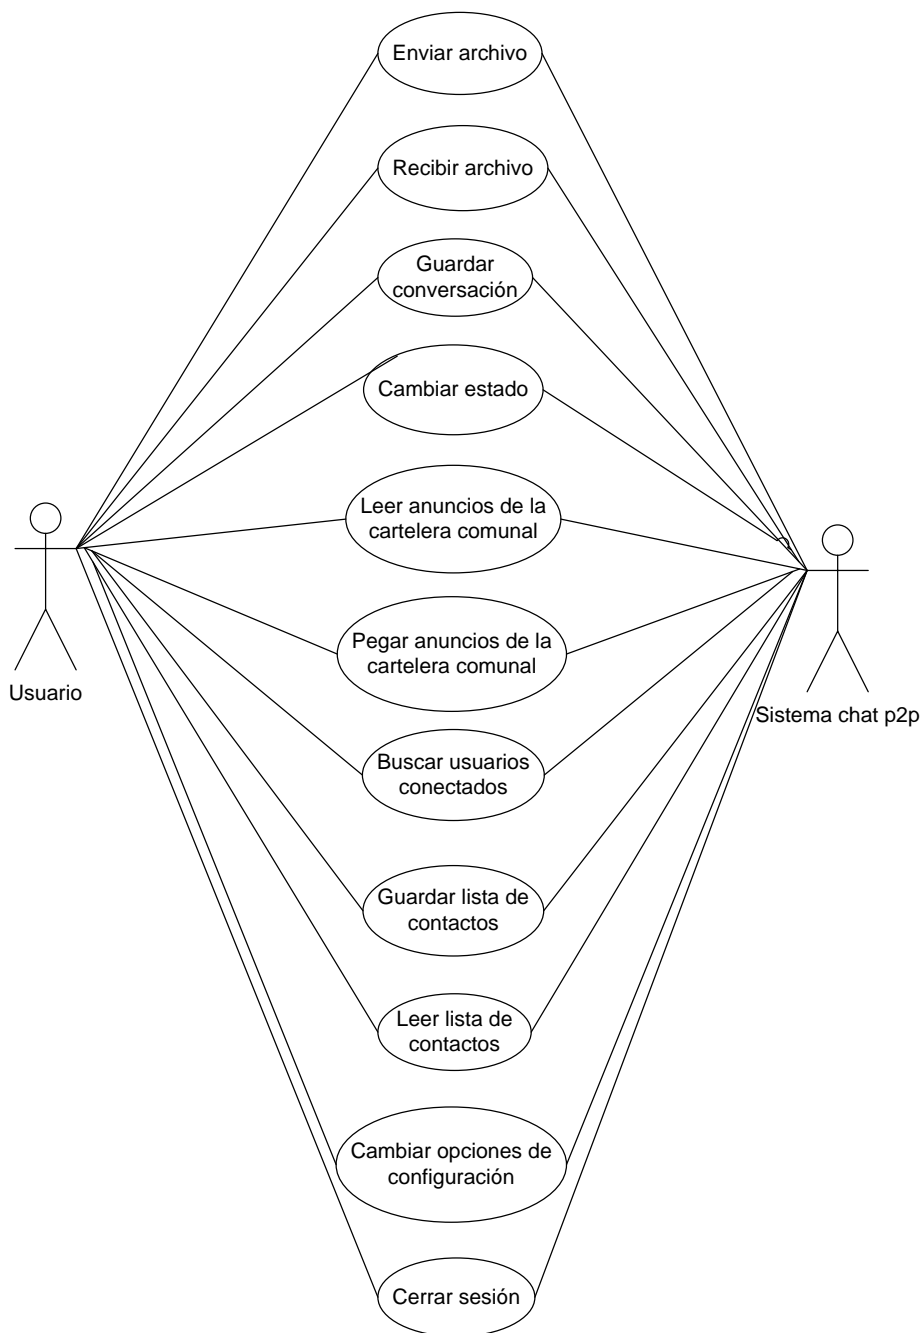 Enviar archivo
Recibir archivo
Guardar
conversación
Cambiar estado
Leer anuncios de la
cartelera comunal
Pegar anuncios de la
cartelera comunal
Usuario
Sistema chat p2p
Buscar usuarios
conectados
Guardar lista de
contactos
Leer lista de
contactos
Cambiar opciones de
configuración
Cerrar sesión